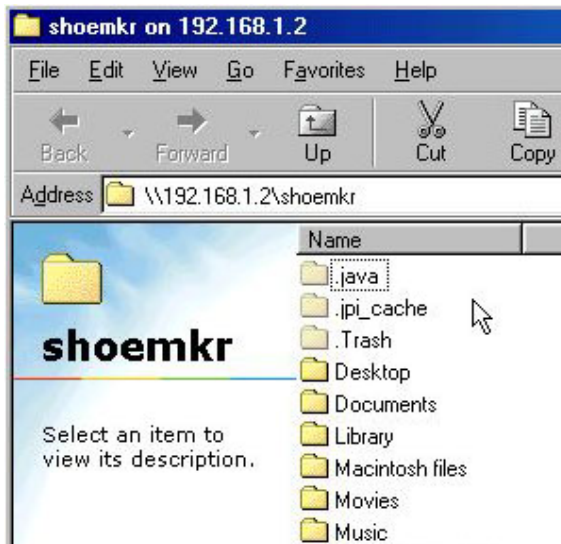 shoemkr on 192.168.1.2
File Edit View Go Favorites Help
Back Forward Up Cut Copy
Address \\192.168.1.2\shoemkr
Name
shoemkr
Select an item to
view its description.
.java
.jpi_cache
.Trash
Desktop
Documents
Library
Macintosh files
Movies
Music